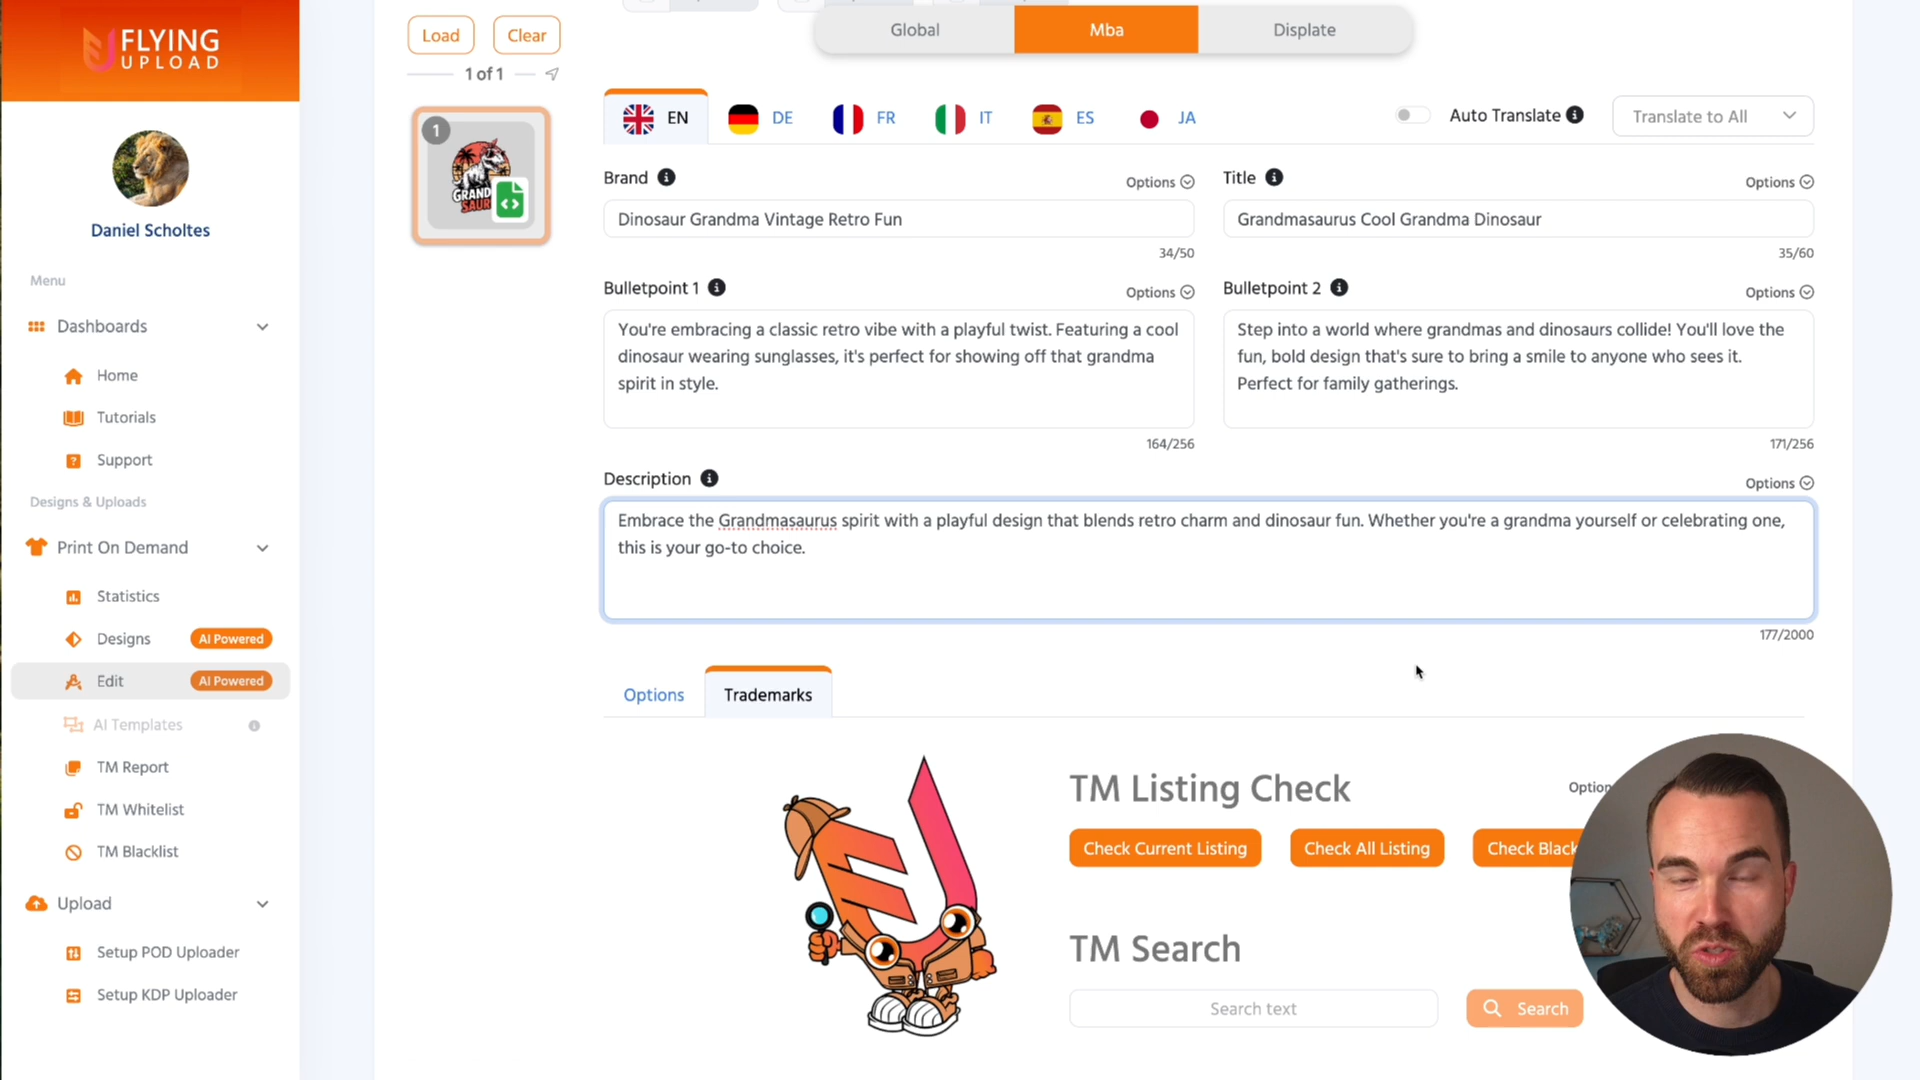 FLYING
UPLOAD
Daniel Scholtes
Menu
Dashboards
Home
Tutorials
Support
Designs & Uploads
Print On Demand
Statistics
Designs AI Powered
Edit AI Powered
AI Templates
TM Report
TM Whitelist
TM Blacklist
Upload
Setup POD Uploader
Setup KDP Uploader
Load Clear
1 of 1
1
GRAND
SAUR
Global Mba Displate
EN DE FR IT ES JA
Auto Translate Translate to All
Brand Options
Dinosaur Grandma Vintage Retro Fun
34/50
Title Options
Grandmasaurus Cool Grandma Dinosaur
35/60
Bulletpoint 1 Options
You're embracing a classic retro vibe with a playful twist. Featuring a cool
dinosaur wearing sunglasses, it's perfect for showing off that grandma
spirit in style.
164/256
Bulletpoint 2 Options
Step into a world where grandmas and dinosaurs collide! You'll love the
fun, bold design that's sure to bring a smile to anyone who sees it.
Perfect for family gatherings.
171/256
Description Options
Embrace the Grandmasaurus spirit with a playful design that blends retro charm and dinosaur fun. Whether you're a grandma yourself or celebrating one,
this is your go-to choice.
177/2000
Options Trademarks
TM Listing Check Option
Check Current Listing Check All Listing Check Black
TM Search
Search text Search